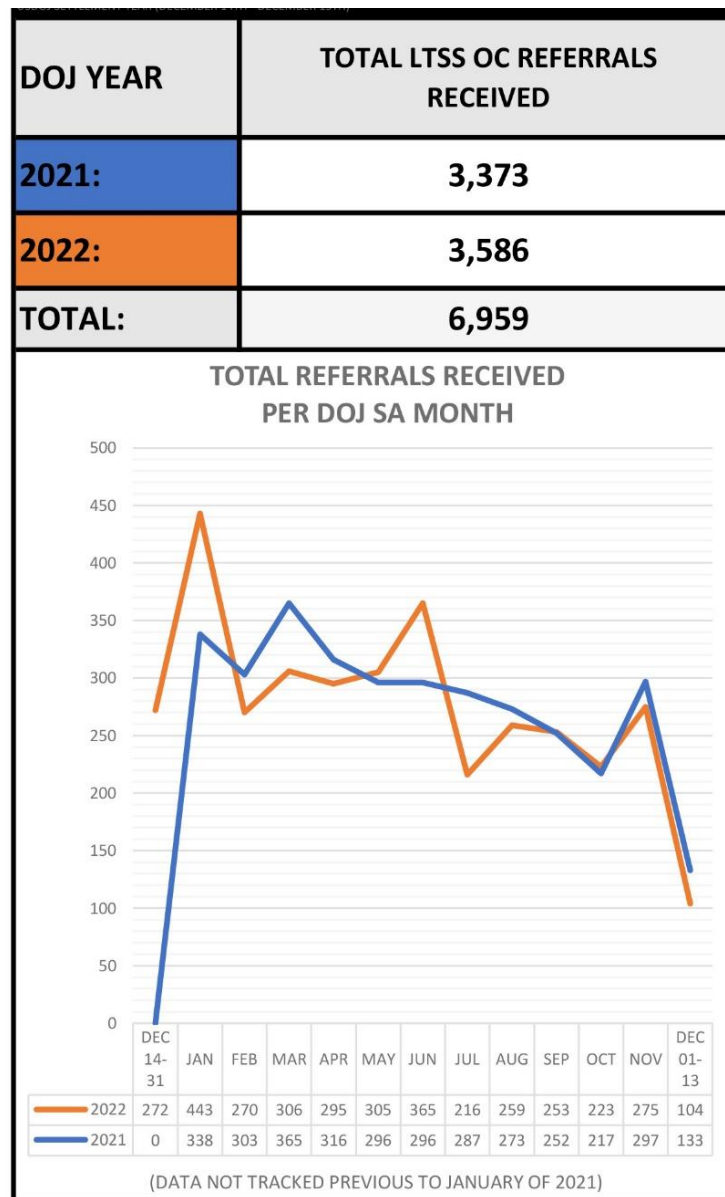 DOJ YEAR
TOTAL LTSS OC REFERRALS
RECEIVED
2021:
3,373
2022:
3,586
TOTAL:
6,959
TOTAL REFERRALS RECEIVED
PER DOJ SA MONTH
500
450
400
350
300
250
200
150
100
50
0
DEC 14-31 JAN FEB MAR APR MAY JUN JUL AUG SEP OCT NOV DEC 01-13
2022 272 443 270 306 295 305 365 216 259 253 223 275 104
2021 0 338 303 365 316 296 296 287 273 252 217 297 133
(DATA NOT TRACKED PREVIOUS TO JANUARY OF 2021)